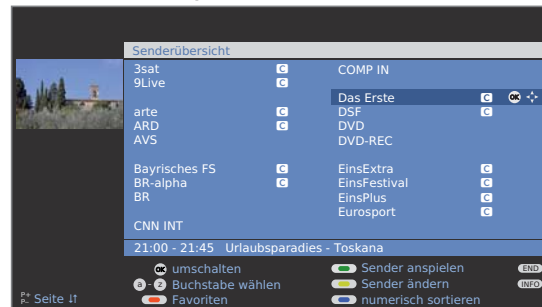 Senderübersicht
3sat C COMP IN
9Live C
Das Erste C OK
arte C DSF C
ARD C DVD
AVS DVD-REC
Bayrisches FS C EinsExtra C
BR-alpha C EinsFestival C
BR EinsPlus C
Eurosport C
CNN INT
21:00 - 21:45 Urlaubsparadies - Toskana
OK umschalten Sender anspielen END
a - z Buchstabe wählen Sender ändern INFO
P+ P– Seite Favoriten numerisch sortieren